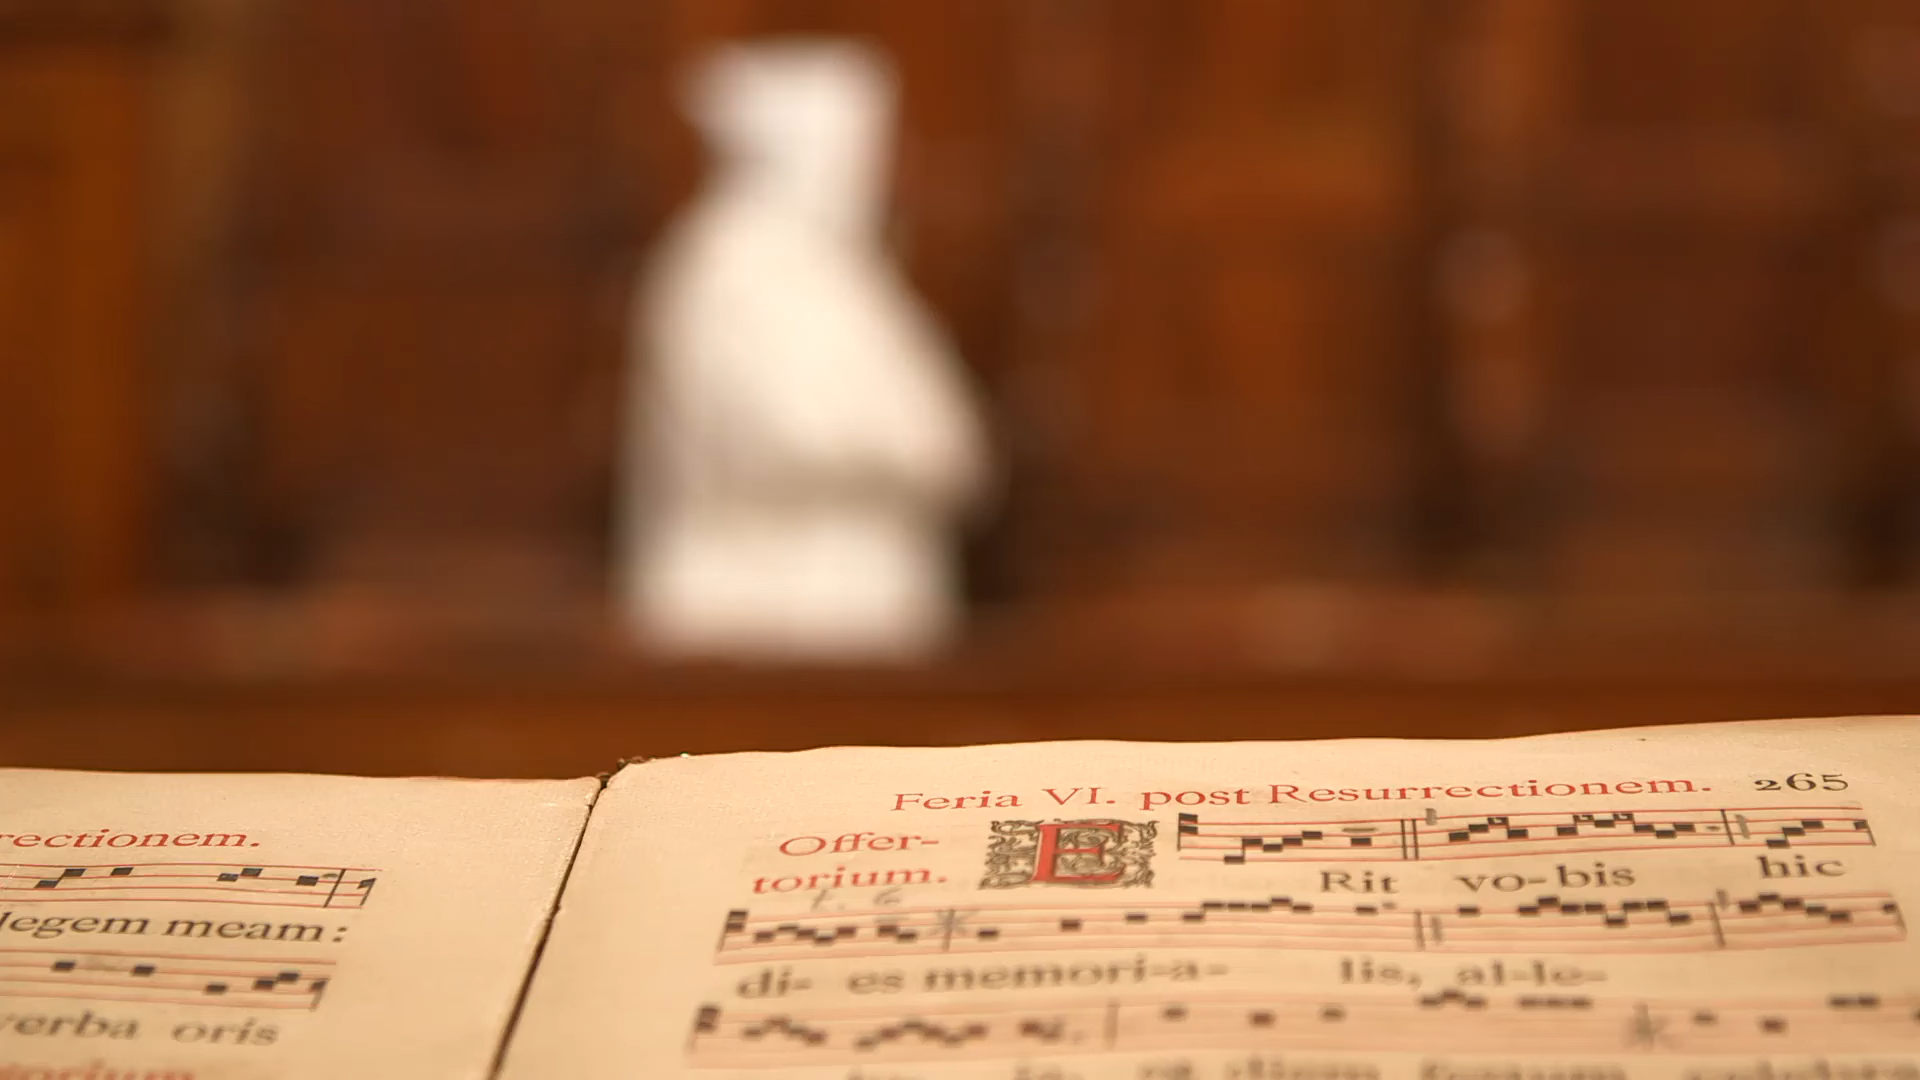 rectionem.
legem meam:
verba oris
torium.
Feria VI. post Resurrectionem. 265
Offer-
torium.
E Rit vo-bis hic
di- es memori-a- lis, al-le-